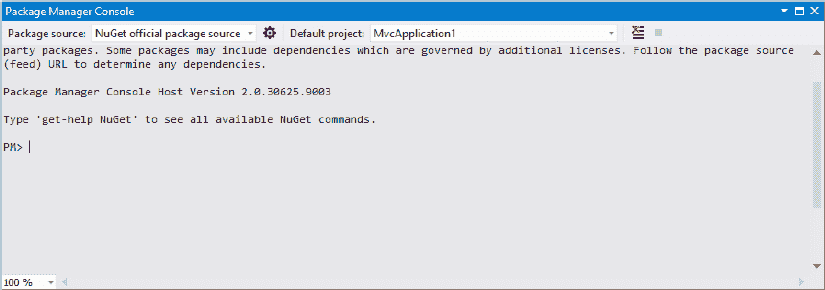 Package Manager Console
Package source: NuGet official package source Default project: MvcApplication1
party packages. Some packages may include dependencies which are governed by additional licenses. Follow the package source
(feed) URL to determine any dependencies.
Package Manager Console Host Version 2.0.30625.9003
Type 'get-help NuGet' to see all available NuGet commands.
PM>
100 %